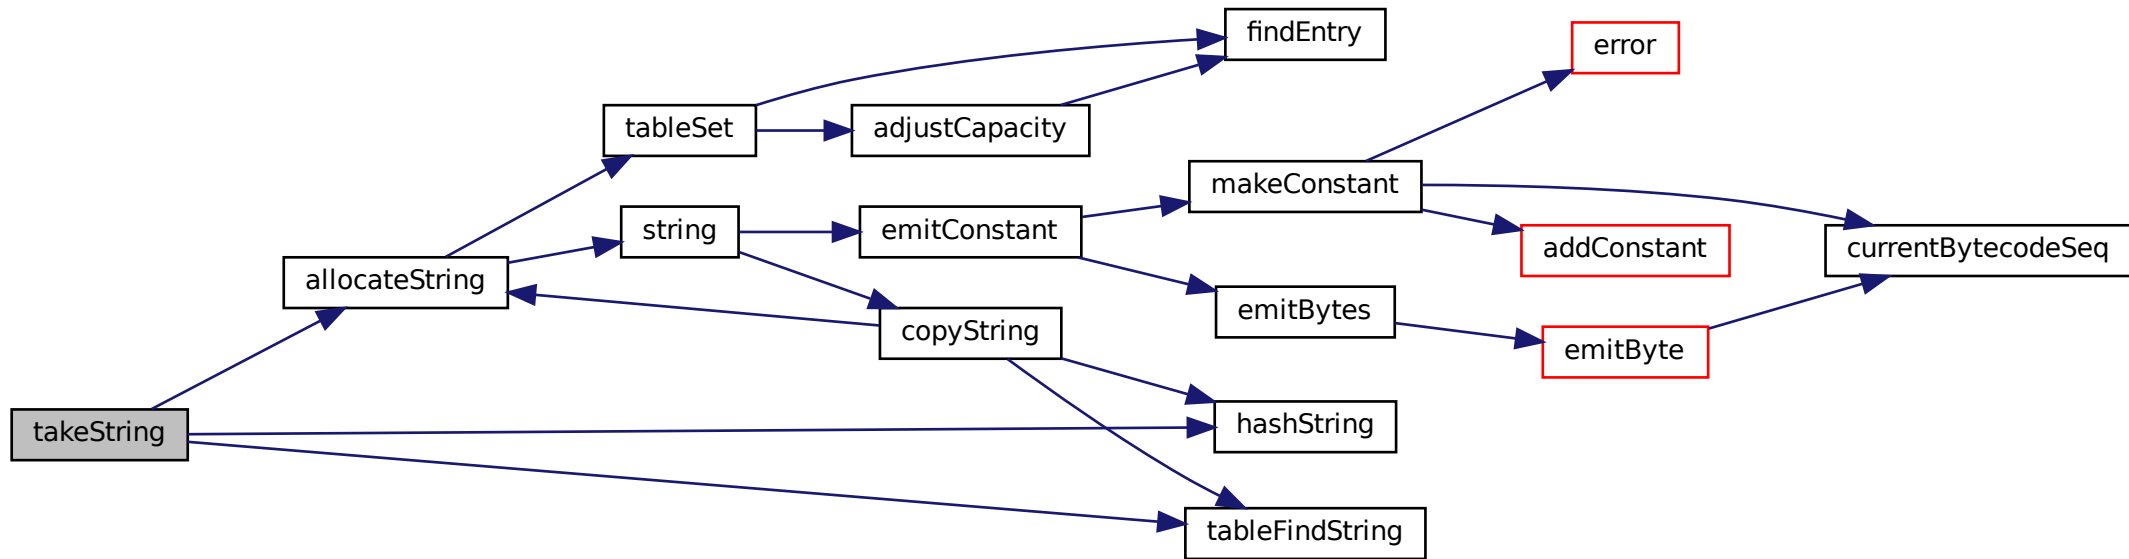 findEntry
error
tableSet
adjustCapacity
makeConstant
string
emitConstant
addConstant
currentBytecodeSeq
allocateString
emitBytes
copyString
emitByte
takeString
hashString
tableFindString